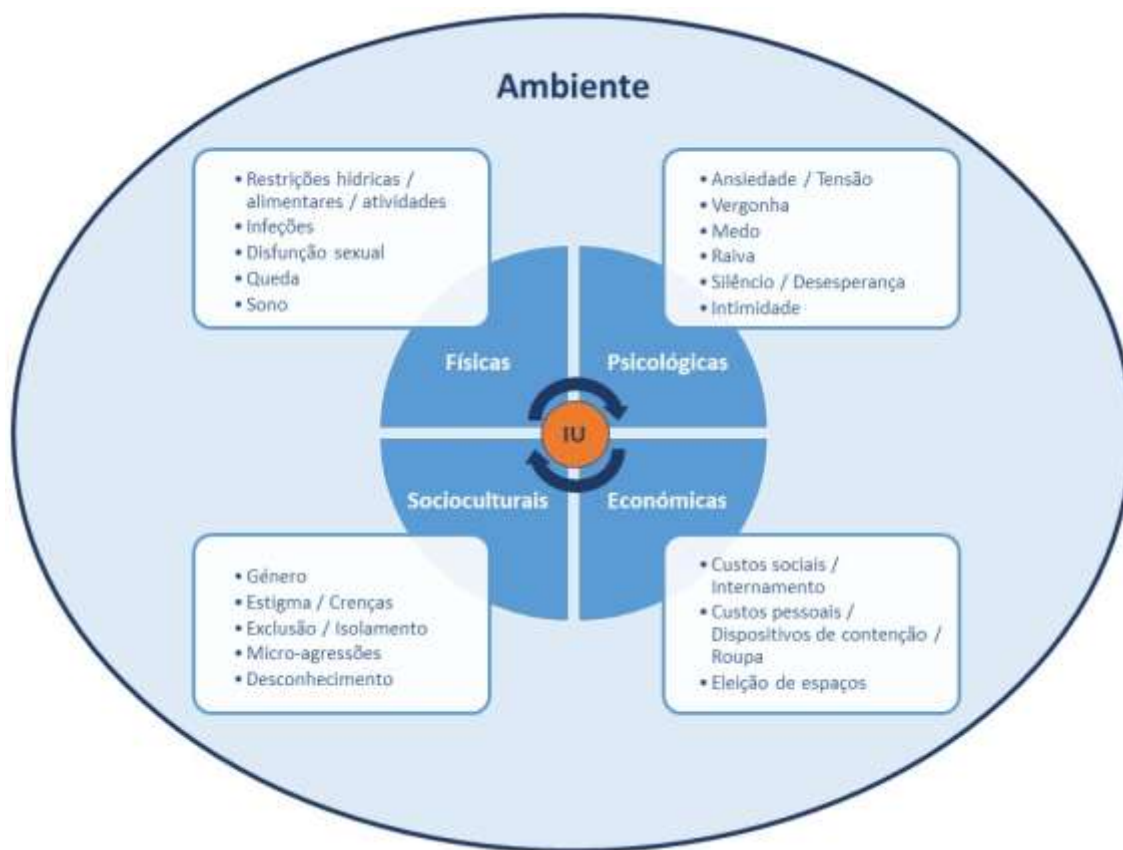 Ambiente
• Restrições hídricas /
alimentares / atividades
• Infeções
• Disfunção sexual
• Queda
• Sono
• Ansiedade / Tensão
• Vergonha
• Medo
• Raiva
• Silêncio / Desesperança
• Intimidade
Físicas
Psicológicas
IU
Socioculturais
Económicas
• Género
• Estigma / Crenças
• Exclusão / Isolamento
• Micro-agressões
• Desconhecimento
• Custos sociais /
Internamento
• Custos pessoais /
Dispositivos de contenção /
Roupa
• Eleição de espaços